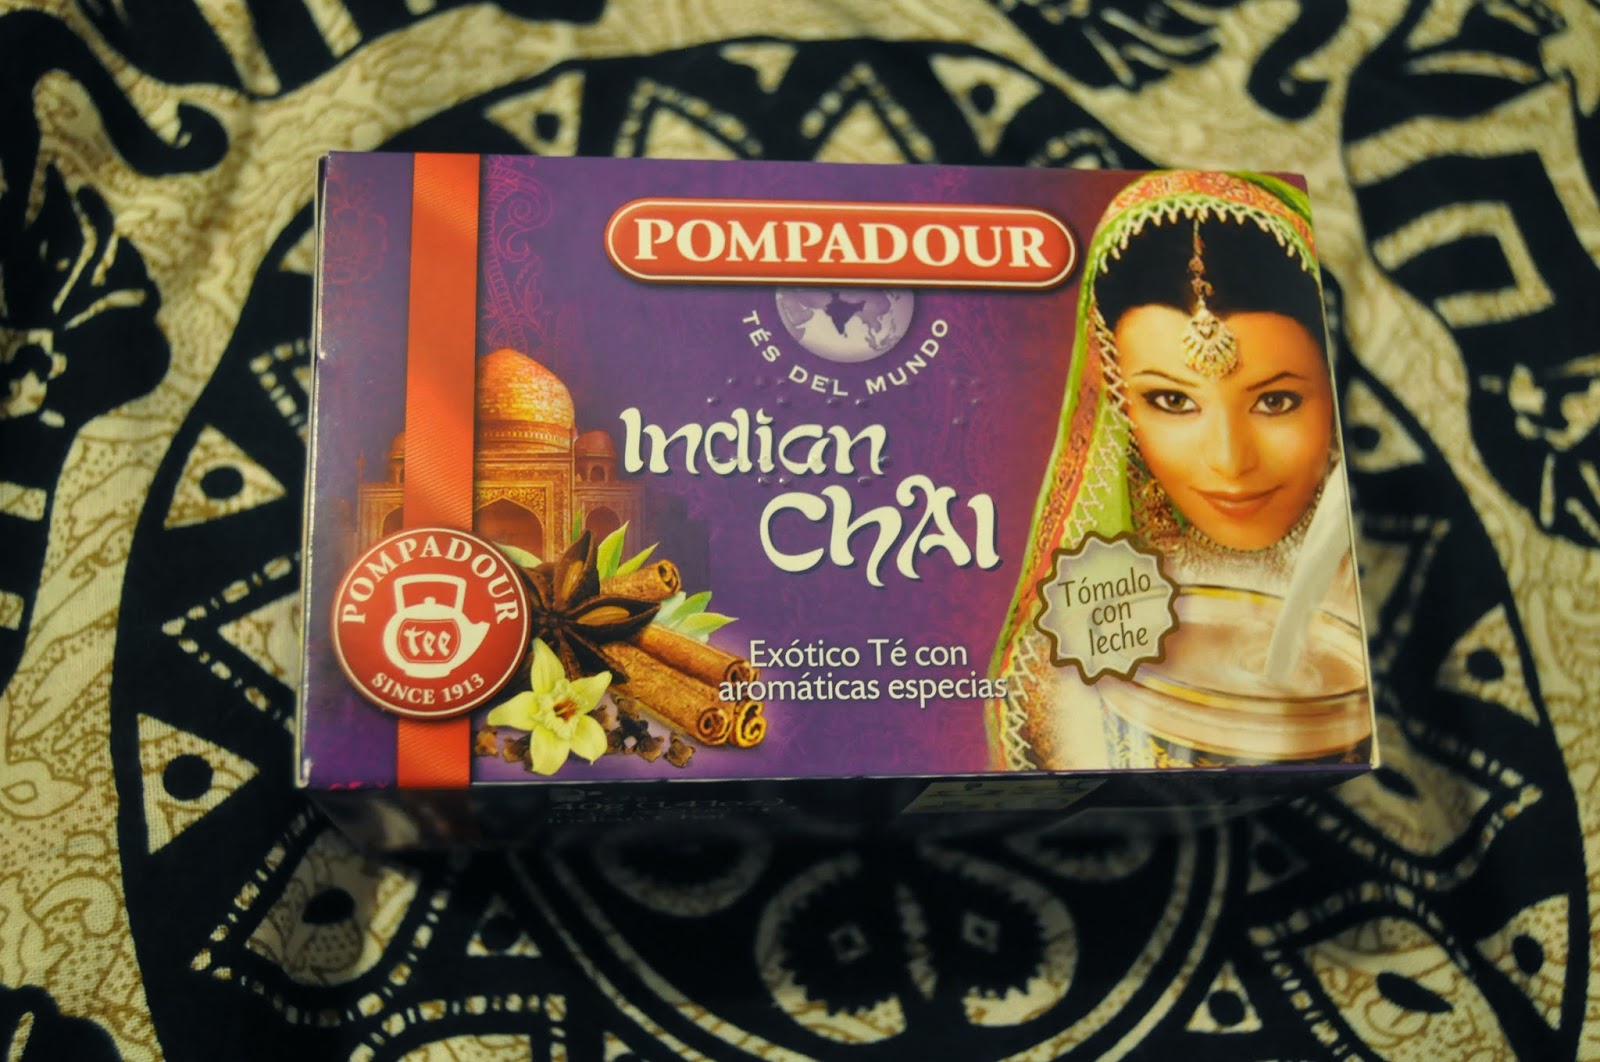 POMPADOUR
TÉS DEL MUNDO
Indian
Chai
Exótico Té con
aromáticas especias
Tómalo
con
leche
POMPADOUR
tee
SINCE 1913